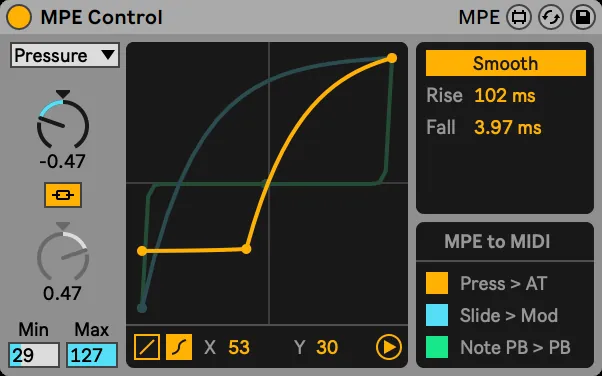 MPE Control MPE
Pressure
-0.47
0.47
Min Max
29 127
X 53 Y 30
Smooth
Rise 102 ms
Fall 3.97 ms
MPE to MIDI
Press > AT
Slide > Mod
Note PB > PB